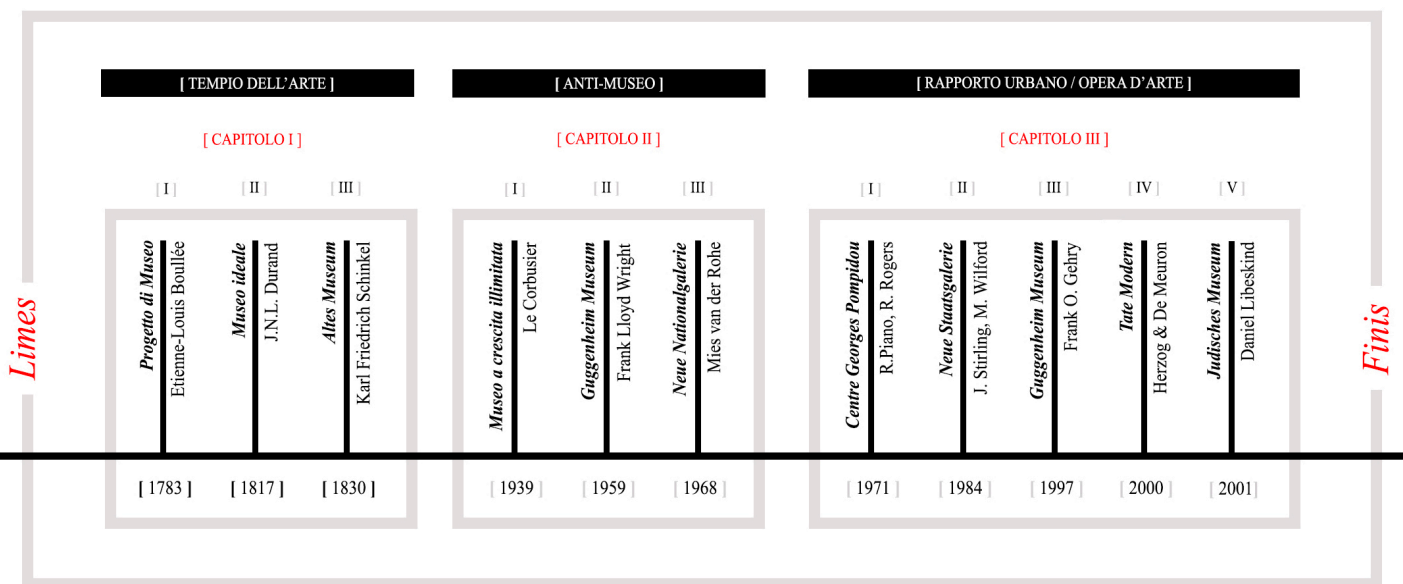 [ TEMPIO DELL'ARTE ]
[ CAPITOLO I ]
[ I ]
[ II ]
[ III ]
Progetto di Museo
Etienne-Louis Boullée
Museo ideale
J.N.L. Durand
Altes Museum
Karl Friedrich Schinkel
[ 1783 ]
[ 1817 ]
[ 1830 ]
[ ANTI-MUSEO ]
[ CAPITOLO II ]
[ I ]
[ II ]
[ III ]
Museo a crescita illimitata
Le Corbusier
Guggenheim Museum
Frank Lloyd Wright
Neue Nationalgalerie
Mies van der Rohe
[ 1939 ]
[ 1959 ]
[ 1968 ]
[ RAPPORTO URBANO / OPERA D'ARTE ]
[ CAPITOLO III ]
[ I ]
[ II ]
[ III ]
[ IV ]
[ V ]
Centre Georges Pompidou
R.Piano, R. Rogers
Neue Staatsgalerie
J. Stirling, M. Wilford
Guggenheim Museum
Frank O. Gehry
Tate Modern
Herzog & De Meuron
Judisches Museum
Daniel Libeskind
[ 1971 ]
[ 1984 ]
[ 1997 ]
[ 2000 ]
[ 2001]
Limes
Finis